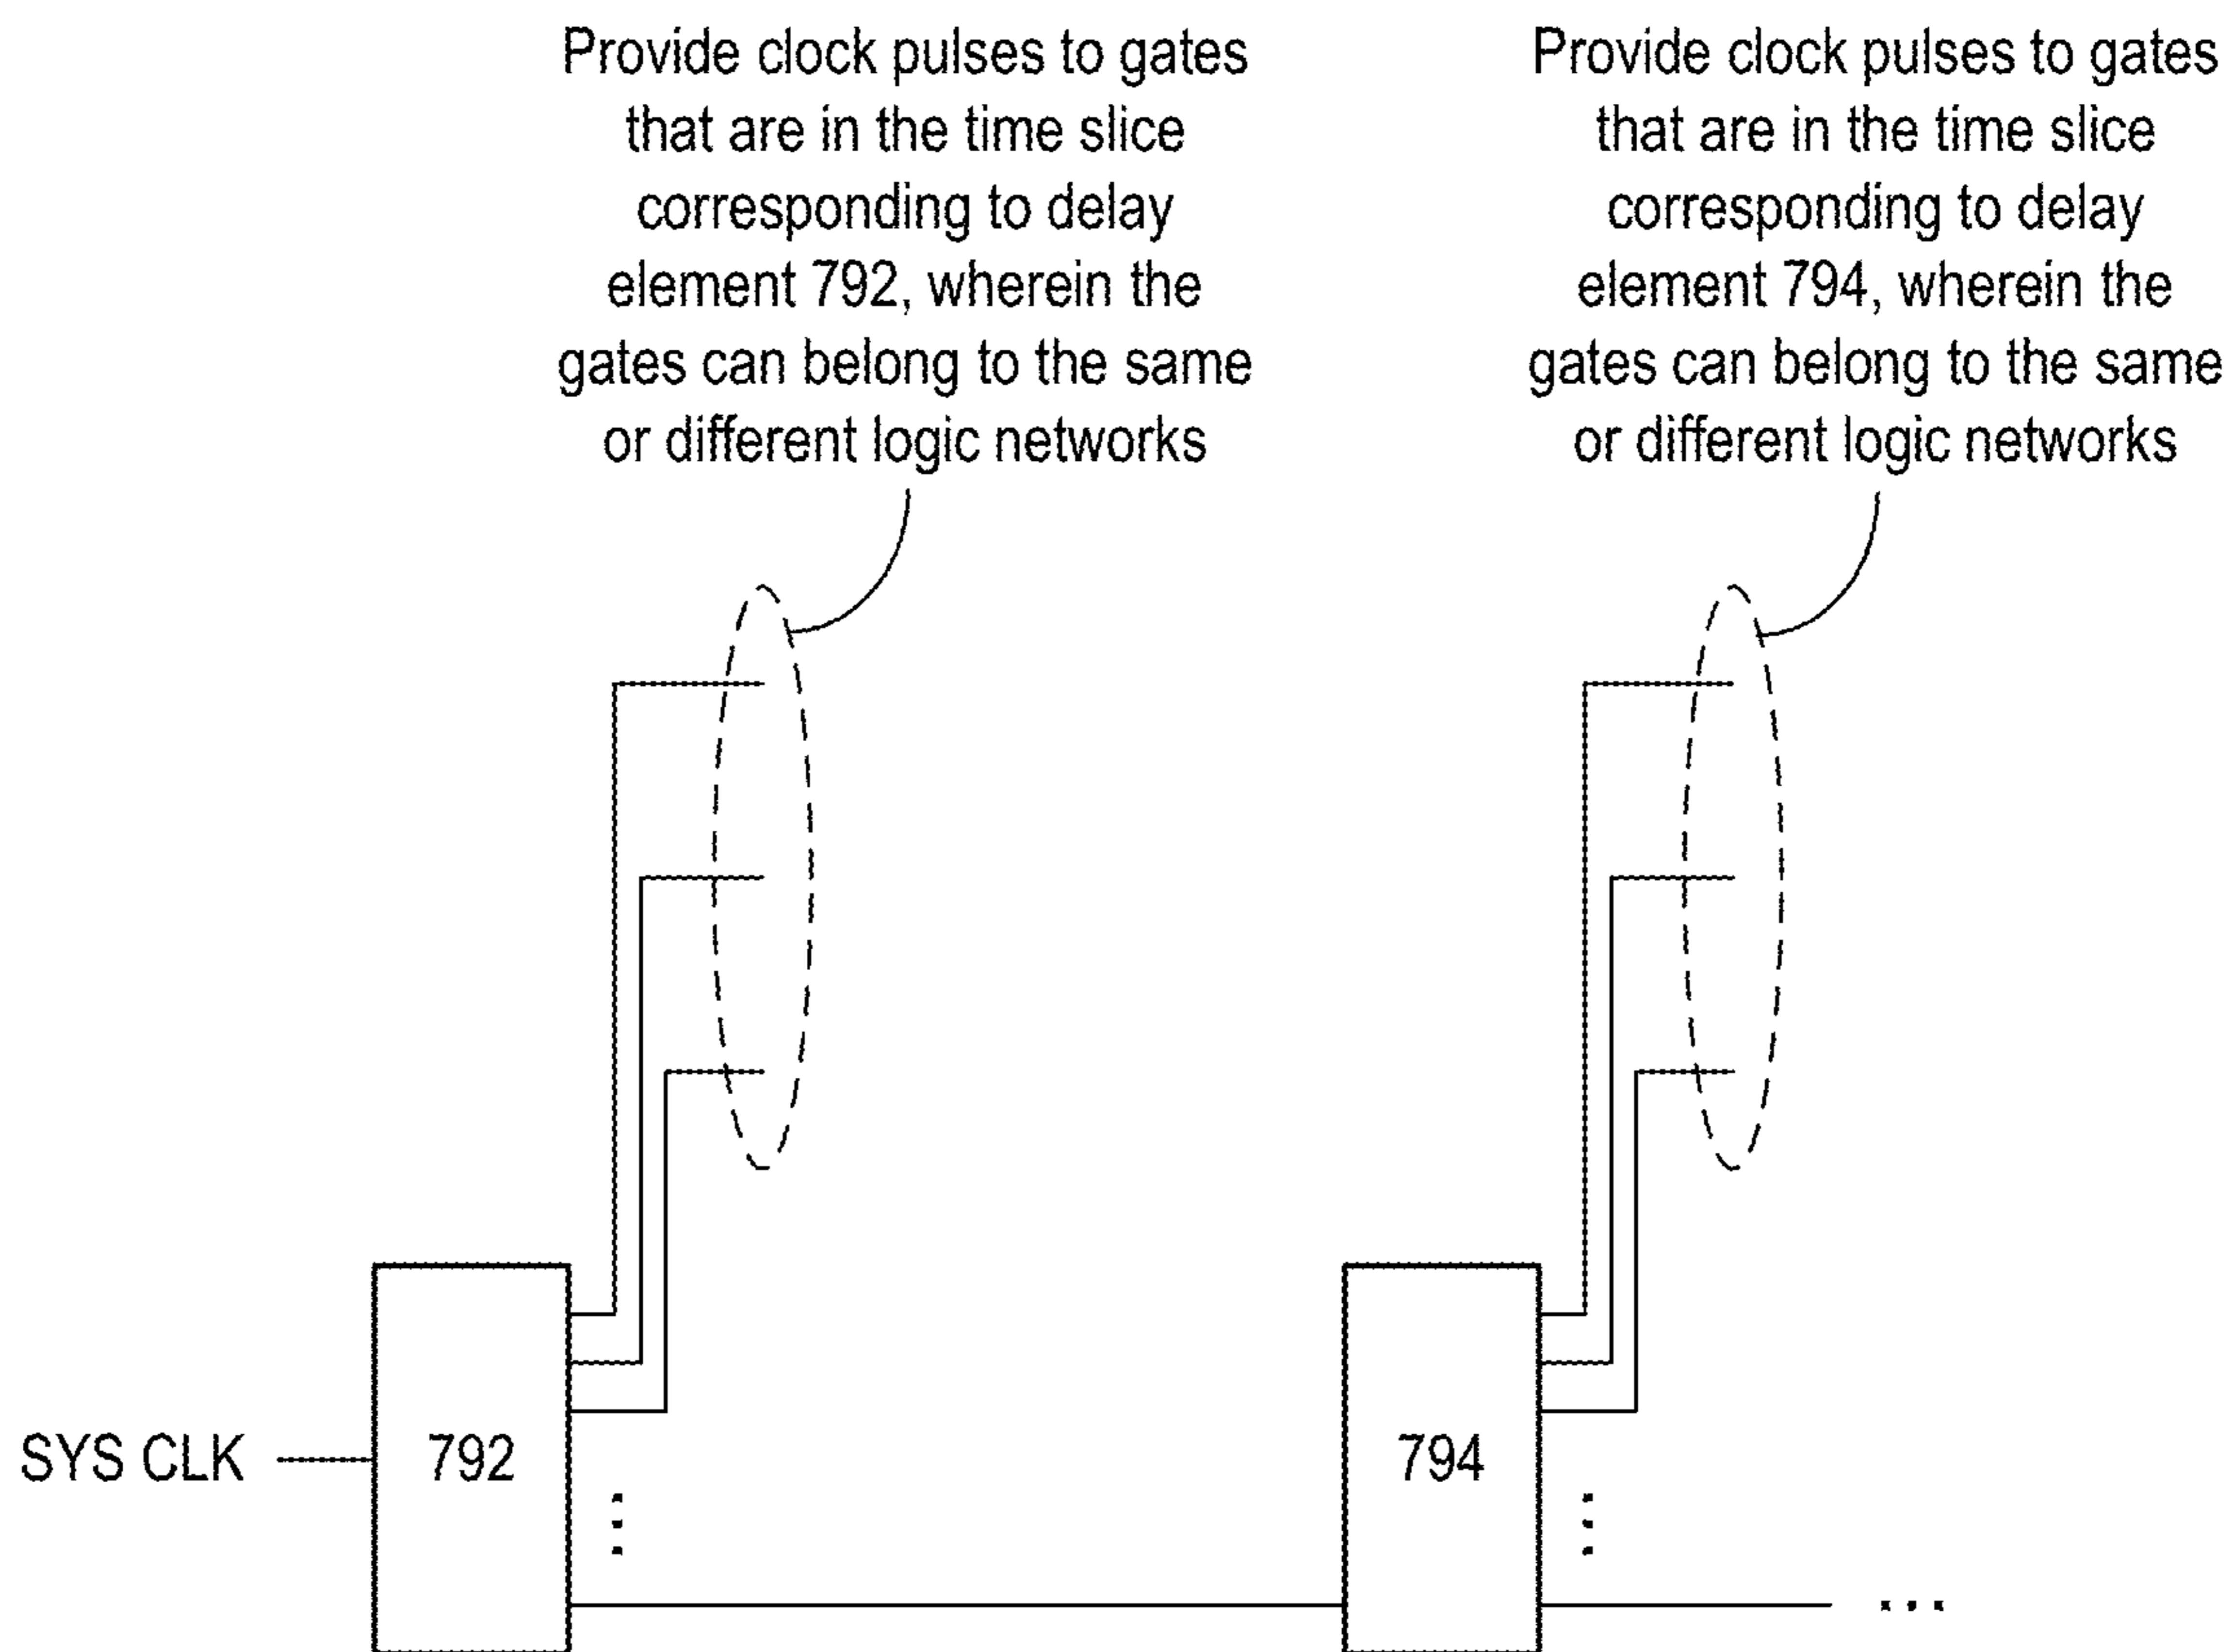 Provide clock pulses to gates
that are in the time slice
corresponding to delay
element 792, wherein the
gates can belong to the same
or different logic networks
Provide clock pulses to gates
that are in the time slice
corresponding to delay
element 794, wherein the
gates can belong to the same
or different logic networks
SYS CLK
792
794